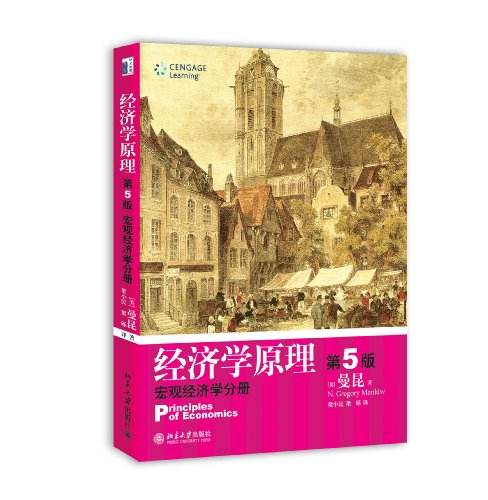 CENGAGE
Learning
经济学原理
第5版
宏观经济学分册
[美]曼昆 著
N. Gregory Mankiw
梁小民 梁砾 译
Principles
of Economics
北京大学出版社
经济学原理
第5版
宏观经济学分册
[美]曼昆 著
梁小民 梁砾 译